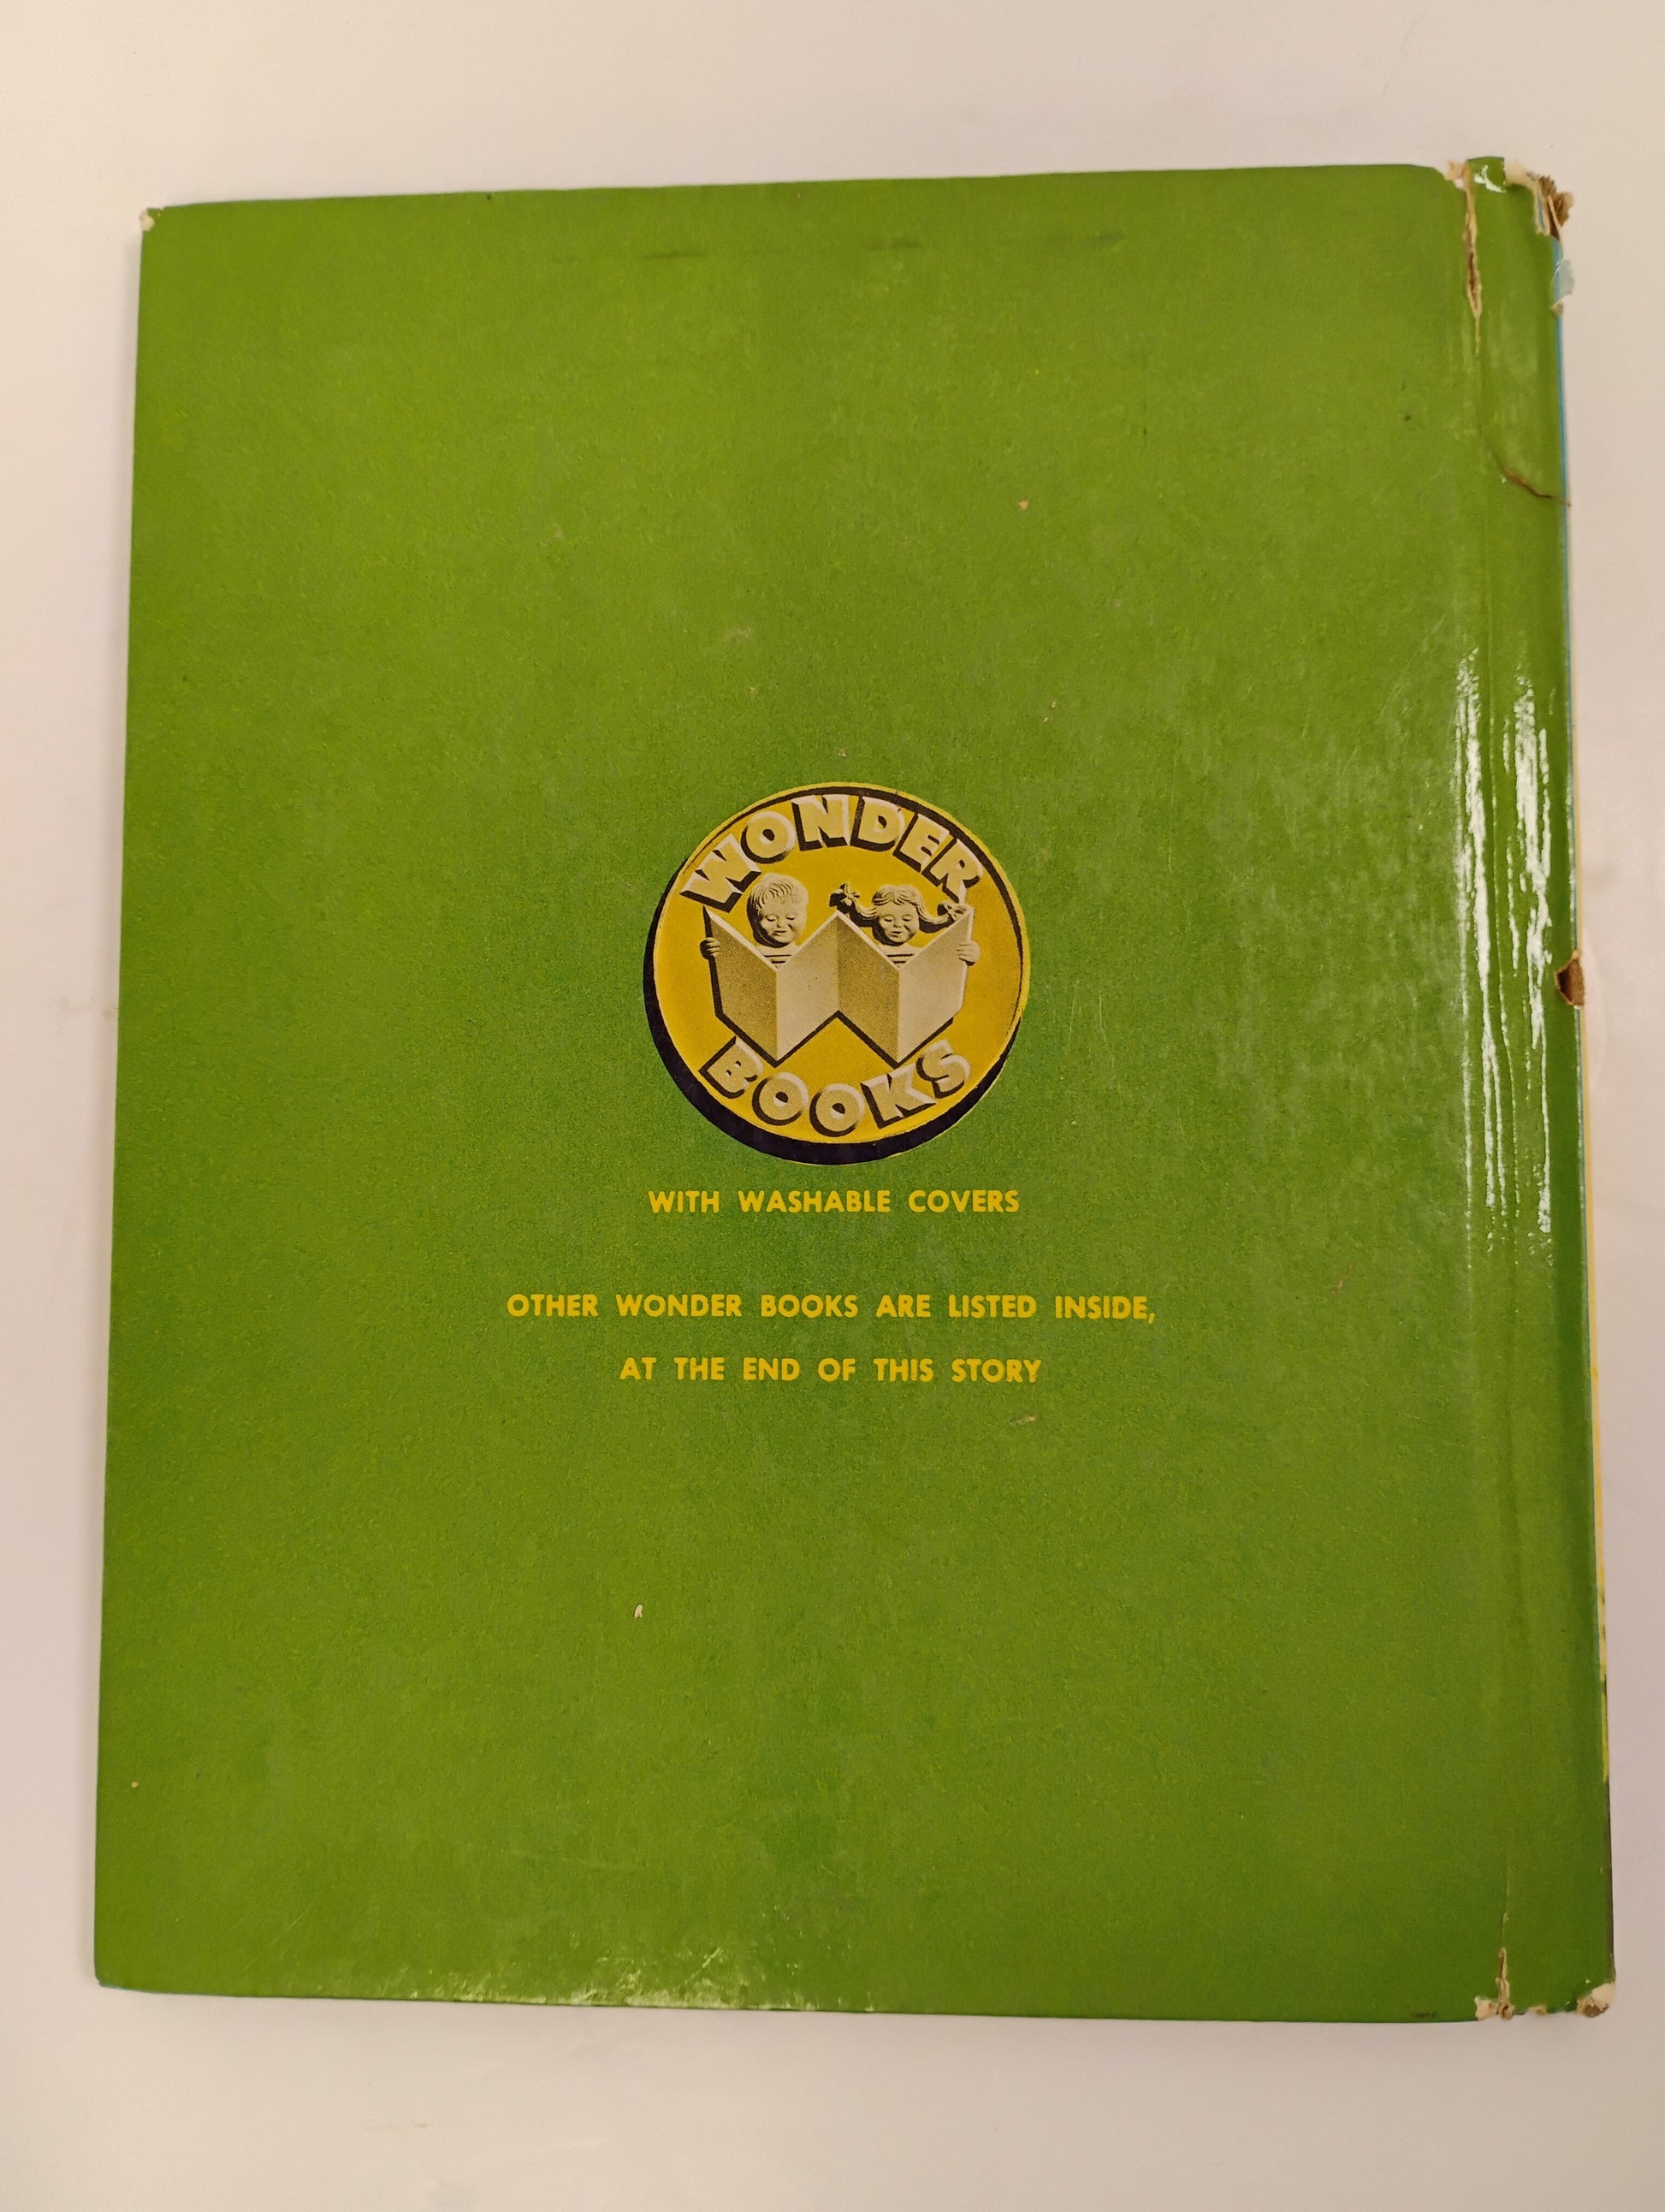 WONDER
BOOKS
WITH WASHABLE COVERS
OTHER WONDER BOOKS ARE LISTED INSIDE,
AT THE END OF THIS STORY